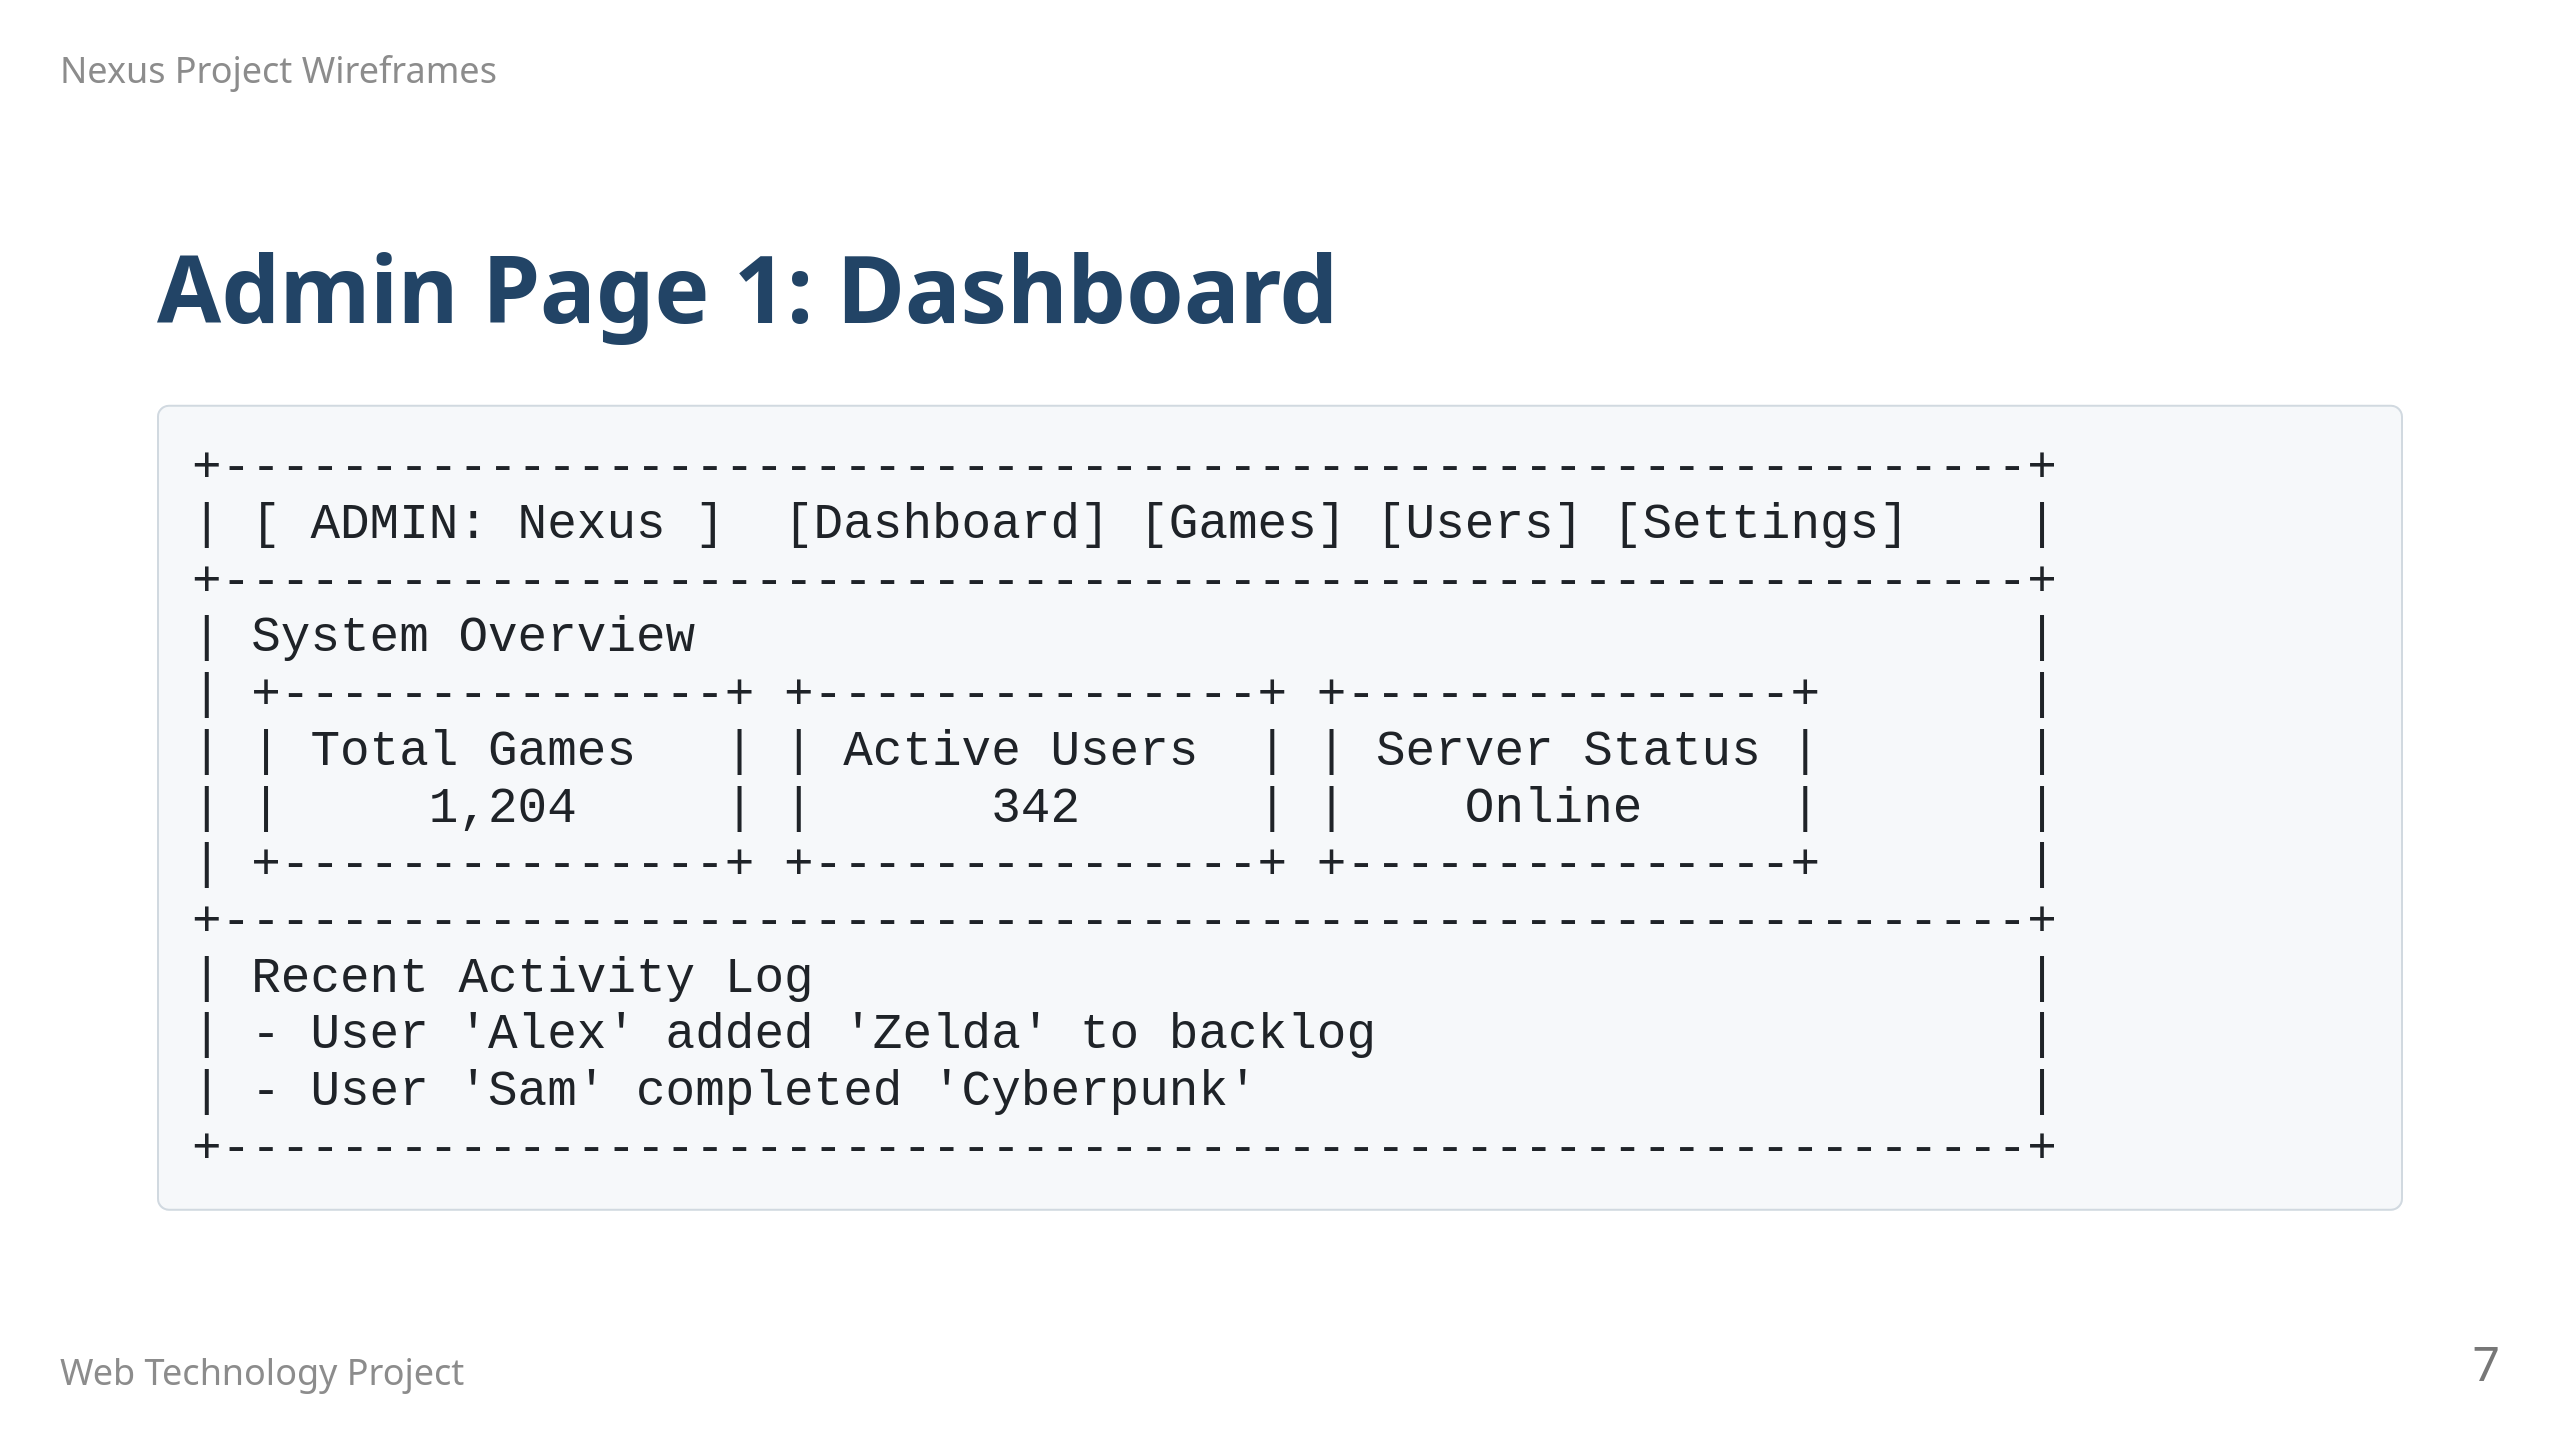 Nexus Project Wireframes
Admin Page 1: Dashboard
+-------------------------------------------------------------+
| [ ADMIN: Nexus ]  [Dashboard] [Games] [Users] [Settings]    |
+-------------------------------------------------------------+
| System Overview                                             |
| +---------------+ +---------------+ +---------------+       |
| | Total Games   | | Active Users  | | Server Status |       |
| |     1,204     | |      342      | |    Online     |       |
| +---------------+ +---------------+ +---------------+       |
+-------------------------------------------------------------+
| Recent Activity Log                                         |
| - User 'Alex' added 'Zelda' to backlog                      |
| - User 'Sam' completed 'Cyberpunk'                          |
+-------------------------------------------------------------+
Web Technology Project
7